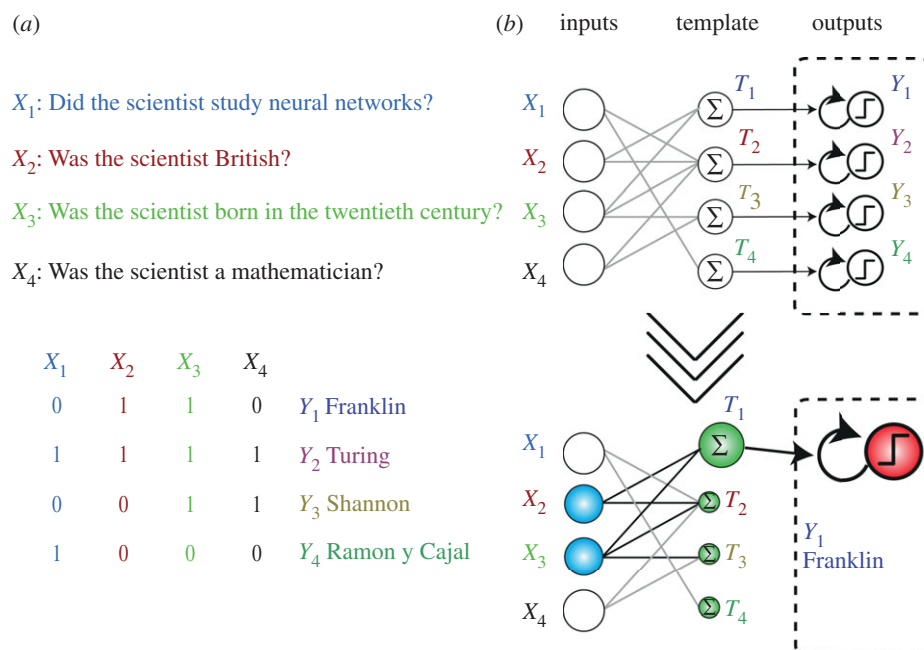 (a)
X1: Did the scientist study neural networks?
X2: Was the scientist British?
X3: Was the scientist born in the twentieth century?
X4: Was the scientist a mathematician?
X1 X2 X3 X4
0 1 1 0 Y1 Franklin
1 1 1 1 Y2 Turing
0 0 1 1 Y3 Shannon
1 0 0 0 Y4 Ramon y Cajal
(b) inputs template outputs
X1 Σ T1 Y1
X2 Σ T2 Y2
X3 Σ T3 Y3
X4 Σ T4 Y4
T1
X1 Σ
X2 Σ T2
X3 Σ T3
Y1
Franklin
X4 Σ T4